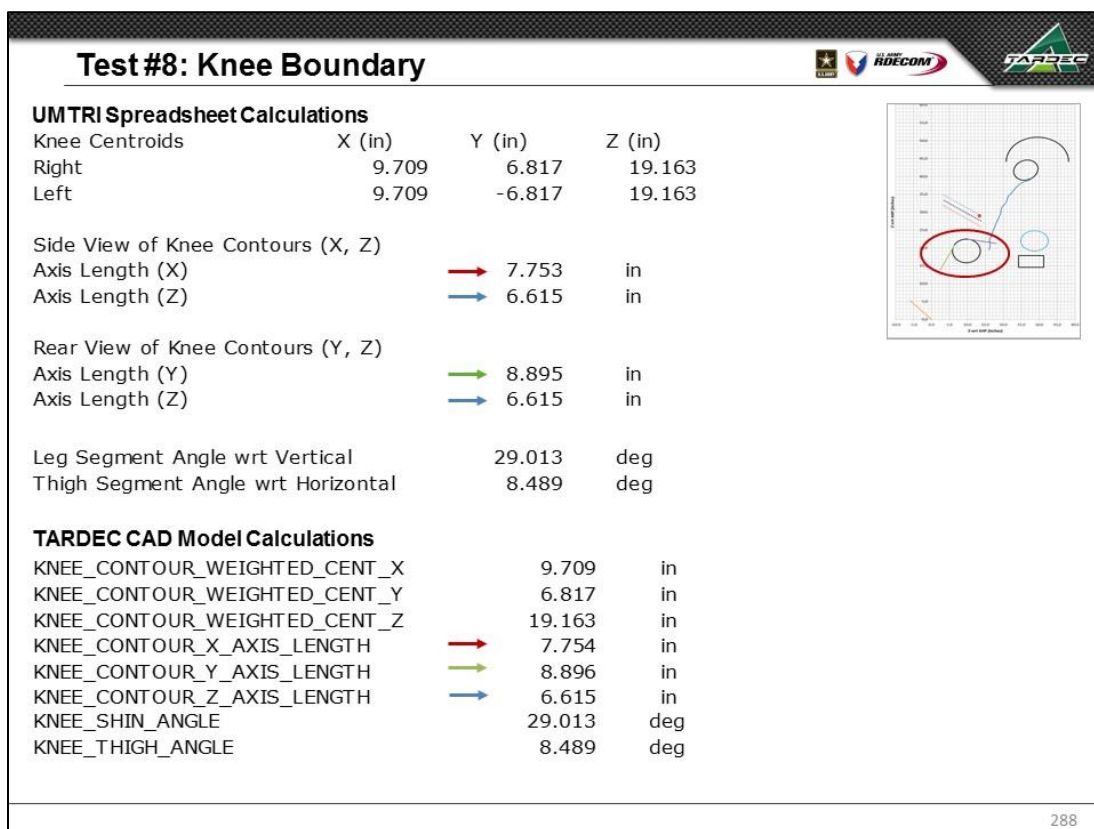 Test #8: Knee Boundary
U.S. ARMY
U.S. ARMY
RDECOM
TARDEC
UMTRI Spreadsheet Calculations
Knee Centroids X (in) Y (in) Z (in)
Right 9.709 6.817 19.163
Left 9.709 -6.817 19.163
Side View of Knee Contours (X, Z)
Axis Length (X) 7.753 in
Axis Length (Z) 6.615 in
Rear View of Knee Contours (Y, Z)
Axis Length (Y) 8.895 in
Axis Length (Z) 6.615 in
Leg Segment Angle wrt Vertical 29.013 deg
Thigh Segment Angle wrt Horizontal 8.489 deg
TARDEC CAD Model Calculations
KNEE_CONTOUR_WEIGHTED_CENT_X 9.709 in
KNEE_CONTOUR_WEIGHTED_CENT_Y 6.817 in
KNEE_CONTOUR_WEIGHTED_CENT_Z 19.163 in
KNEE_CONTOUR_X_AXIS_LENGTH 7.754 in
KNEE_CONTOUR_Y_AXIS_LENGTH 8.896 in
KNEE_CONTOUR_Z_AXIS_LENGTH 6.615 in
KNEE_SHIN_ANGLE 29.013 deg
KNEE_THIGH_ANGLE 8.489 deg
288